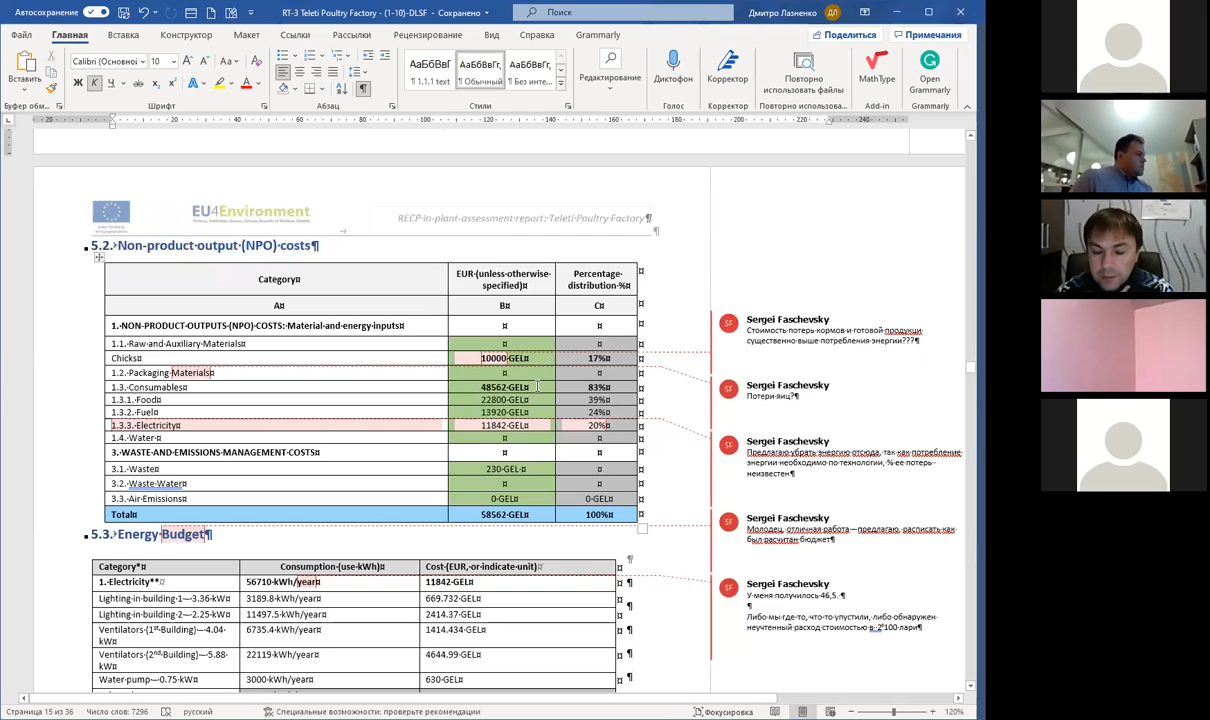 Автосохранение
RT-3 Teleti Poultry Factory - (1-10)-DLSF - Сохранено
Поиск
Дмитро Лазненко
ДЛ
Файл
Главная
Вставка
Конструктор
Макет
Ссылки
Рассылки
Рецензирование
Вид
Справка
Grammarly
Поделиться
Примечания
Вставить
Calibri (Основной
10
АаБбВвГ
АаБбВвГг,
АаБбВвГг,
¶ 1.1.1 text
¶ Обычный
¶ Без инте...
Редактирование
Диктофон
Корректор
Повторно
использовать файлы
MathType
Open
Grammarly
Буфер обм...
Шрифт
Абзац
Стили
Голос
Корректор
Повторно использова...
Add-in
Grammarly
EU4Environment
RECP·in-plant·assessment·report:·Teleti·Poultry·Factory¶
5.2.›Non-product·output·(NPO)·costs¶
Category¤ EUR·(unless·otherwise· specified)¤ Percentage· distribution·%¤
A¤ B¤ C¤
1.·NON-PRODUCT·OUTPUTS·(NPO)·COSTS:·Material·and·energy·inputs¤
1.1.·Raw·and·Auxiliary·Materials¤
Chicks¤ 10000·GEL¤ 17%¤
1.2.·Packaging·Materials¤
1.3.·Consumables¤ 48562·GEL¤ 83%¤
1.3.1.·Food¤ 22800·GEL¤ 39%¤
1.3.2.·Fuel¤ 13920·GEL¤ 24%¤
1.3.3.·Electricity¤ 11842·GEL¤ 20%¤
1.4.·Water¤
3.·WASTE·AND·EMISSIONS·MANAGEMENT·COSTS¤
3.1.·Waste¤ 230·GEL·¤
3.2.·Waste·Water¤
3.3.·Air·Emissions¤ 0·GEL¤ 0·GEL¤
Total¤ 58562·GEL¤ 100%¤
5.3.›Energy·Budget¶
Category*¤ Consumption·(use·kWh)¤ Cost·(EUR,·or·indicate·unit)¤
1.·Electricity**¤ 56710·kWh/year¤ 11842·GEL¤
Lighting·in·building·1·–·3.36·kW¤ 3189.8·kWh/year¤ 669.732·GEL¤
Lighting·in·building·2·–·2.25·kW¤ 11497.5·kWh/year¤ 2414.37·GEL¤
Ventilators·(1st·Building)·–·4.04· kW¤ 6735.4·kWh/year¤ 1414.434·GEL¤
Ventilators·(2nd·Building)·–·5.88· kW¤ 22119·kWh/year¤ 4644.99·GEL¤
Water·pump·–·0.75·kW¤ 3000·kWh/year¤ 630·GEL¤
SF Sergei Faschevsky
Стоимость·потерь·кормов·и·готовой·продукци·
существенно·выше·потребления·энергии???¶
SF Sergei Faschevsky
Потери·яиц?¶
SF Sergei Faschevsky
Предлагаю·убрать·энергию·отсюда,·так·как·потребление·
энергии·необходимо·по·технологии,·%·ее·потерь·
неизвестен¶
SF Sergei Faschevsky
Молодец,·отличная·работа·–·предлагаю,·расписать·как·
был·расчитан·бюджет¶
SF Sergei Faschevsky
У·меня·получилось·46,5.·¶
¶
Либо·мы·где-то,·что-то·упустили,·либо·обнаружен·
неучтенный·расход·стоимостью·в··2°100·лари¶
Страница 15 из 36
Число слов: 7296
русский
Специальные возможности: проверьте рекомендации
Фокусировка
120%